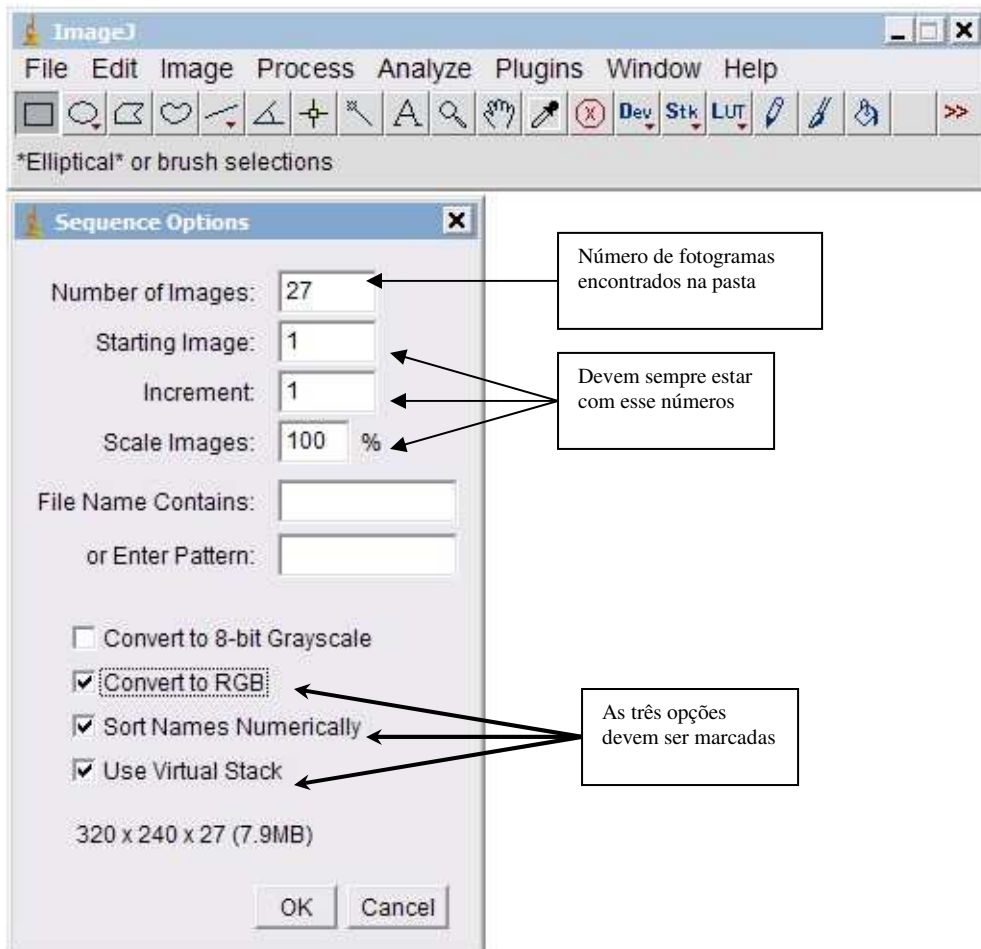 ImageJ
File Edit Image Process Analyze Plugins Window Help
A Dev Stk LUT >>
*Elliptical* or brush selections
Sequence Options
Number of Images: 27
Número de fotogramas
encontrados na pasta
Starting Image: 1
Increment: 1
Scale Images: 100 %
Devem sempre estar
com esse números
File Name Contains:
or Enter Pattern:
Convert to 8-bit Grayscale
Convert to RGB
Sort Names Numerically
Use Virtual Stack
As três opções
devem ser marcadas
320 x 240 x 27 (7.9MB)
OK Cancel